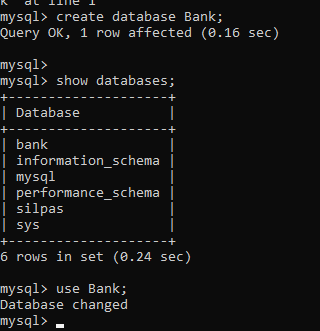 k' at line 1
mysql> create database Bank;
Query OK, 1 row affected (0.16 sec)
mysql>
mysql> show databases;
+--------------------+
| Database           |
+--------------------+
| bank               |
| information_schema |
| mysql              |
| performance_schema |
| silpas             |
| sys                |
+--------------------+
6 rows in set (0.24 sec)
mysql> use Bank;
Database changed
mysql>